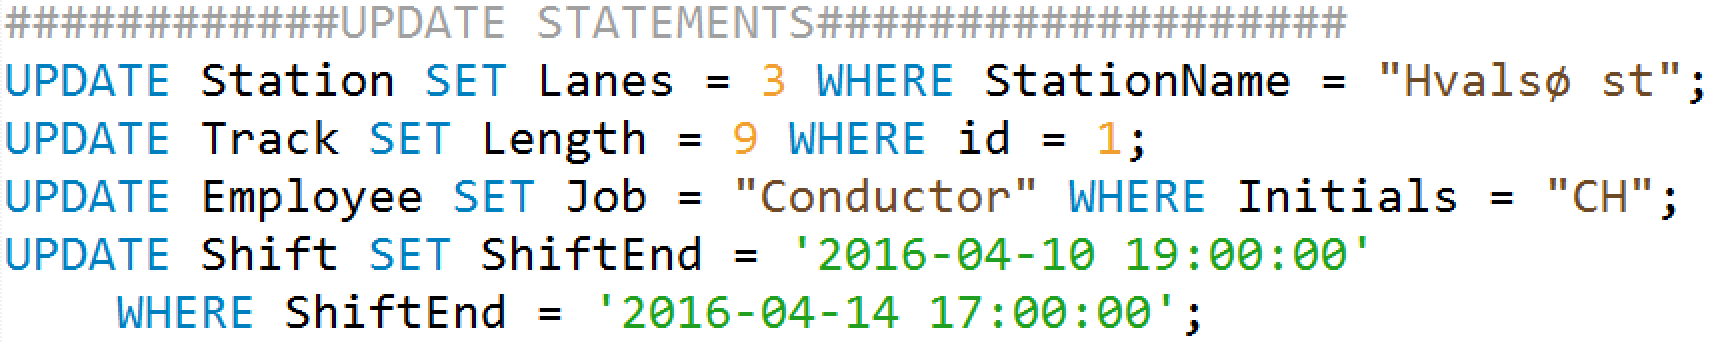 ############UPDATE STATEMENTS###################
UPDATE Station SET Lanes = 3 WHERE StationName = "Hvalsø st";
UPDATE Track SET Length = 9 WHERE id = 1;
UPDATE Employee SET Job = "Conductor" WHERE Initials = "CH";
UPDATE Shift SET ShiftEnd = '2016-04-10 19:00:00'
    WHERE ShiftEnd = '2016-04-14 17:00:00';